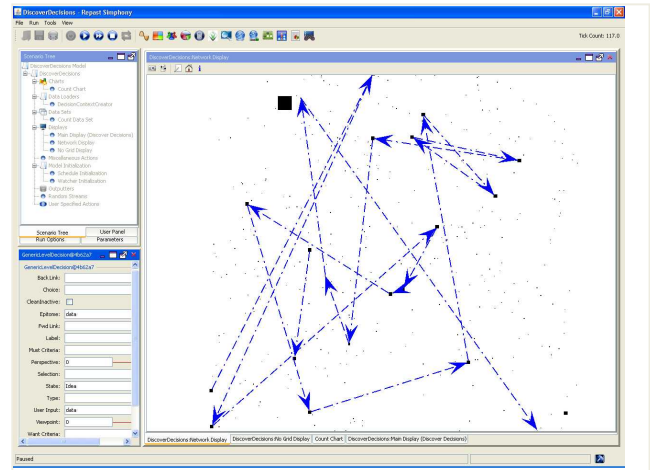 DiscoverDecisions - Repast Simphony
File Run Tools View
Tick Count: 117.0
Scenario Tree
DiscoverDecisions Model
DiscoverDecisions
Charts
Count Chart
Data Loaders
DecisionContextCreator
Data Sets
Count Data Set
Displays
Main Display (Discover Decisions)
Network Display
No Grid Display
Miscellaneous Actions
Model Initialization
Schedule Initialization
Watcher Initialization
Outputters
Random Streams
User Specified Actions
Scenario Tree User Panel
Run Options Parameters
GenericLevelDecision@4b62a7
GenericLevelDecision@4b62a7
Back Link:
Choice:
CleanInactive:
Epitome: data
Fwd Link:
Label:
Must Criteria:
Perspective: 0
Selection:
State: Idea
Type:
User Input: data
Viewpoint: 0
Want Criteria:
DiscoverDecisions:Network Display
DiscoverDecisions:Network Display DiscoverDecisions:No Grid Display Count Chart DiscoverDecisions:Main Display (Discover Decisions)
Paused